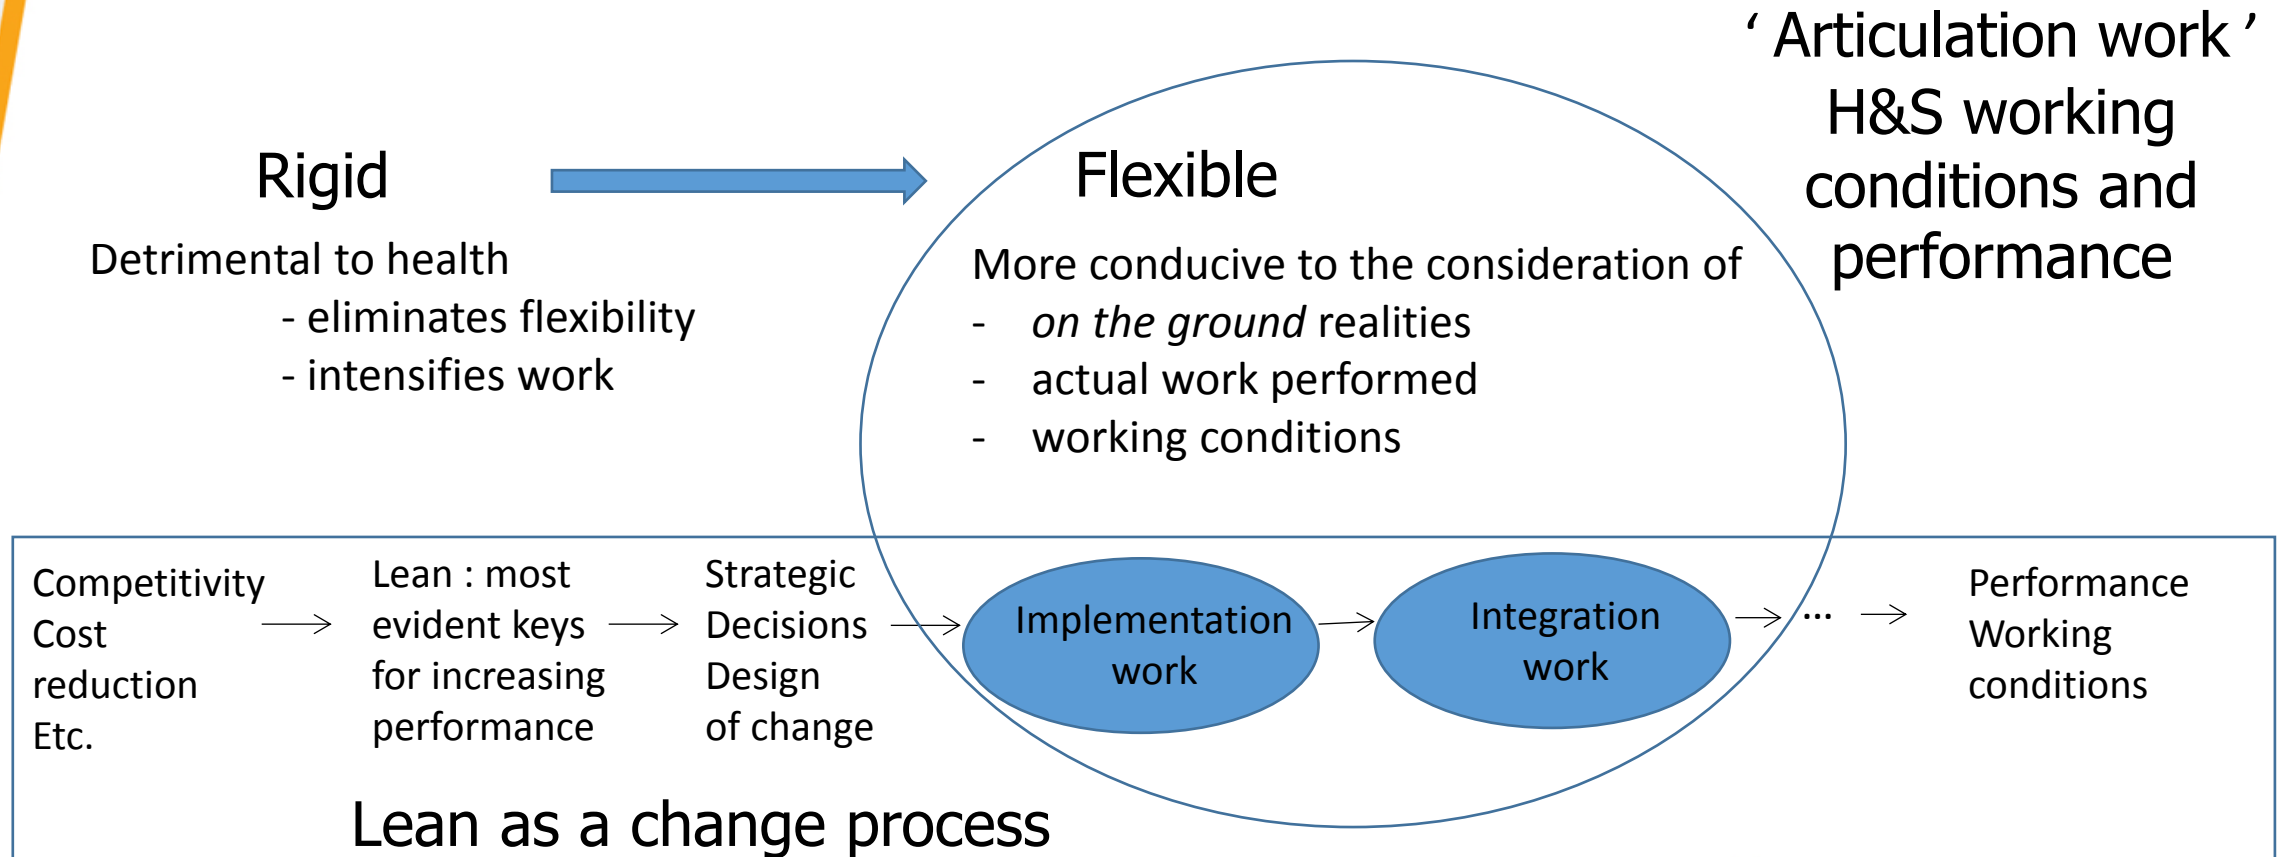 ‘ Articulation work ’
H&S working
conditions and
performance
Rigid
Flexible
Detrimental to health
- eliminates flexibility
- intensifies work
More conducive to the consideration of
- on the ground realities
- actual work performed
- working conditions
Competitivity
Cost
reduction
Etc.
Lean : most
evident keys
for increasing
performance
Strategic
Decisions
Design
of change
Implementation
work
Integration
work
...
Performance
Working
conditions
Lean as a change process